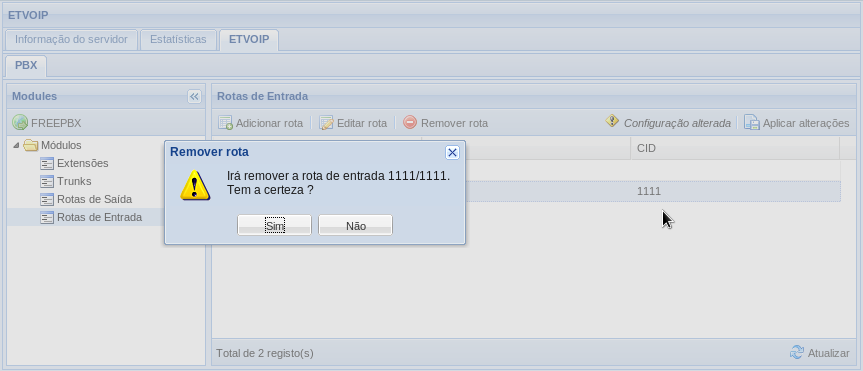 ETVOIP
Informação do servidor
Estatísticas
ETVOIP
PBX
Modules
FREEPBX
Módulos
Extensões
Trunks
Rotas de Saída
Rotas de Entrada
Rotas de Entrada
Adicionar rota
Editar rota
Remover rota
Configuração alterada
Aplicar alterações
CID
1111
Remover rota
Irá remover a rota de entrada 1111/1111.
Tem a certeza ?
Sim
Não
Total de 2 registo(s)
Atualizar